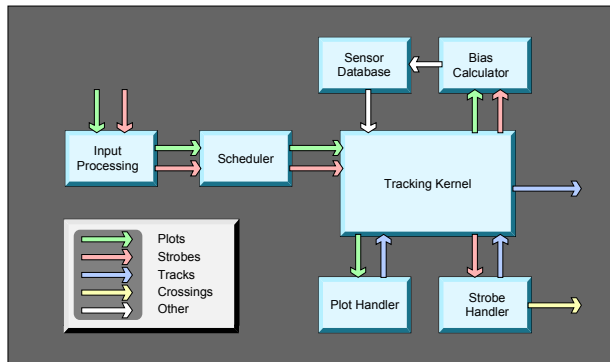 Sensor
Database
Bias
Calculator
Input
Processing
Scheduler
Tracking Kernel
Plots
Strobes
Tracks
Crossings
Other
Plot Handler
Strobe
Handler